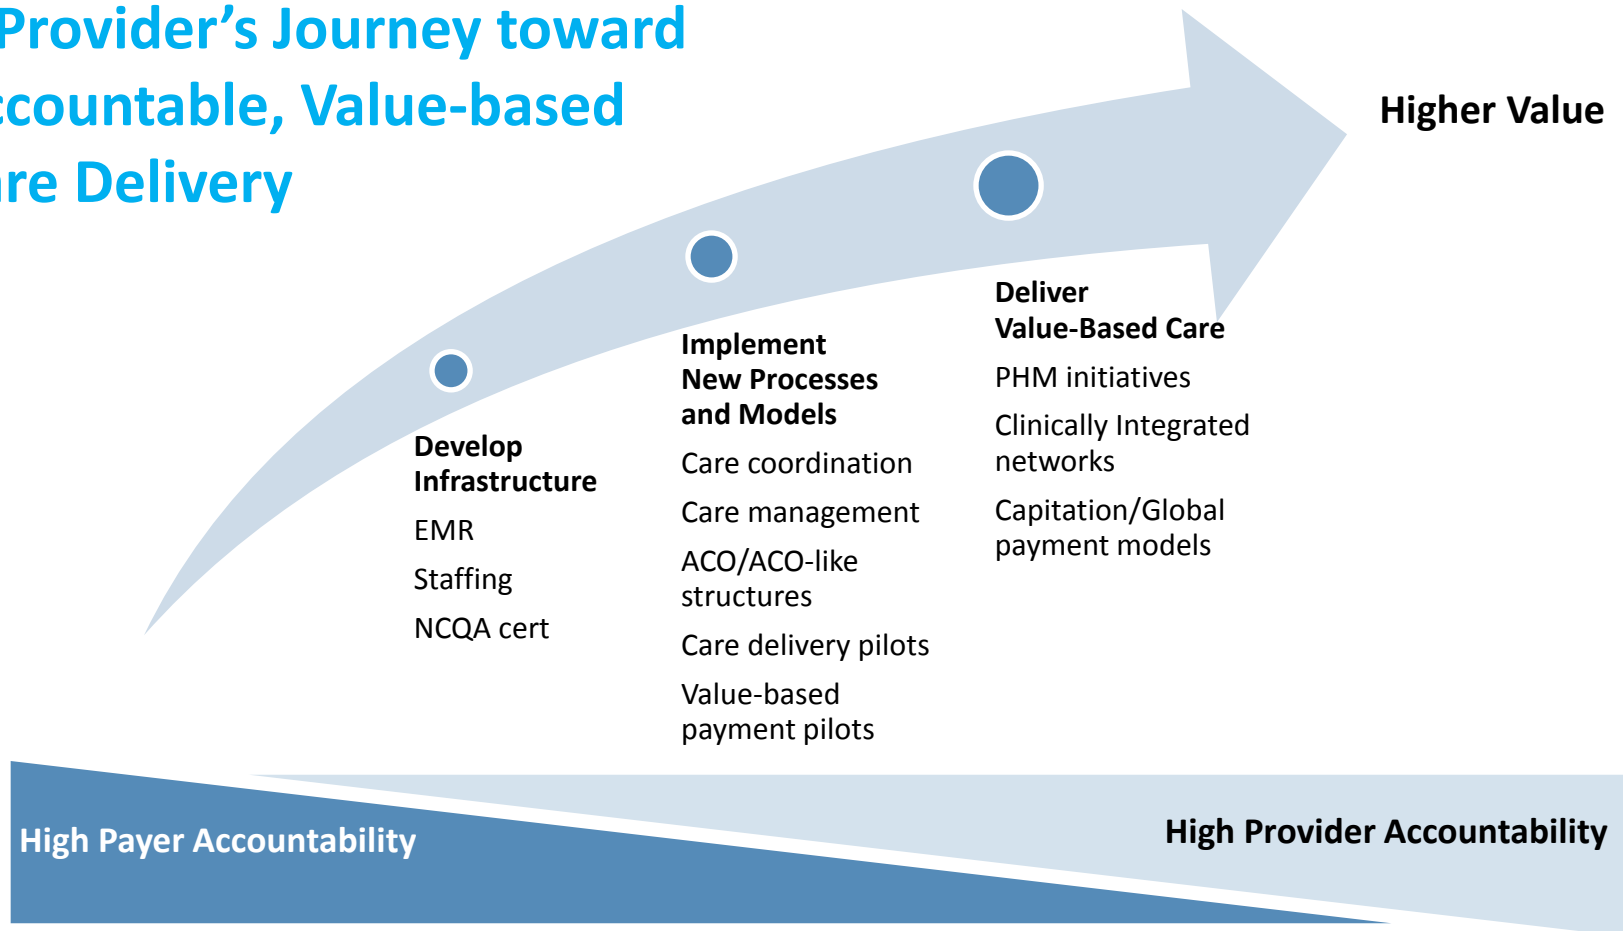 Provider’s Journey toward
ccountable, Value-based
are Delivery
Higher Value
Develop
Infrastructure
EMR
Staffing
NCQA cert
Implement
New Processes
and Models
Care coordination
Care management
ACO/ACO-like
structures
Care delivery pilots
Value-based
payment pilots
Deliver
Value-Based Care
PHM initiatives
Clinically Integrated
networks
Capitation/Global
payment models
High Payer Accountability
High Provider Accountability